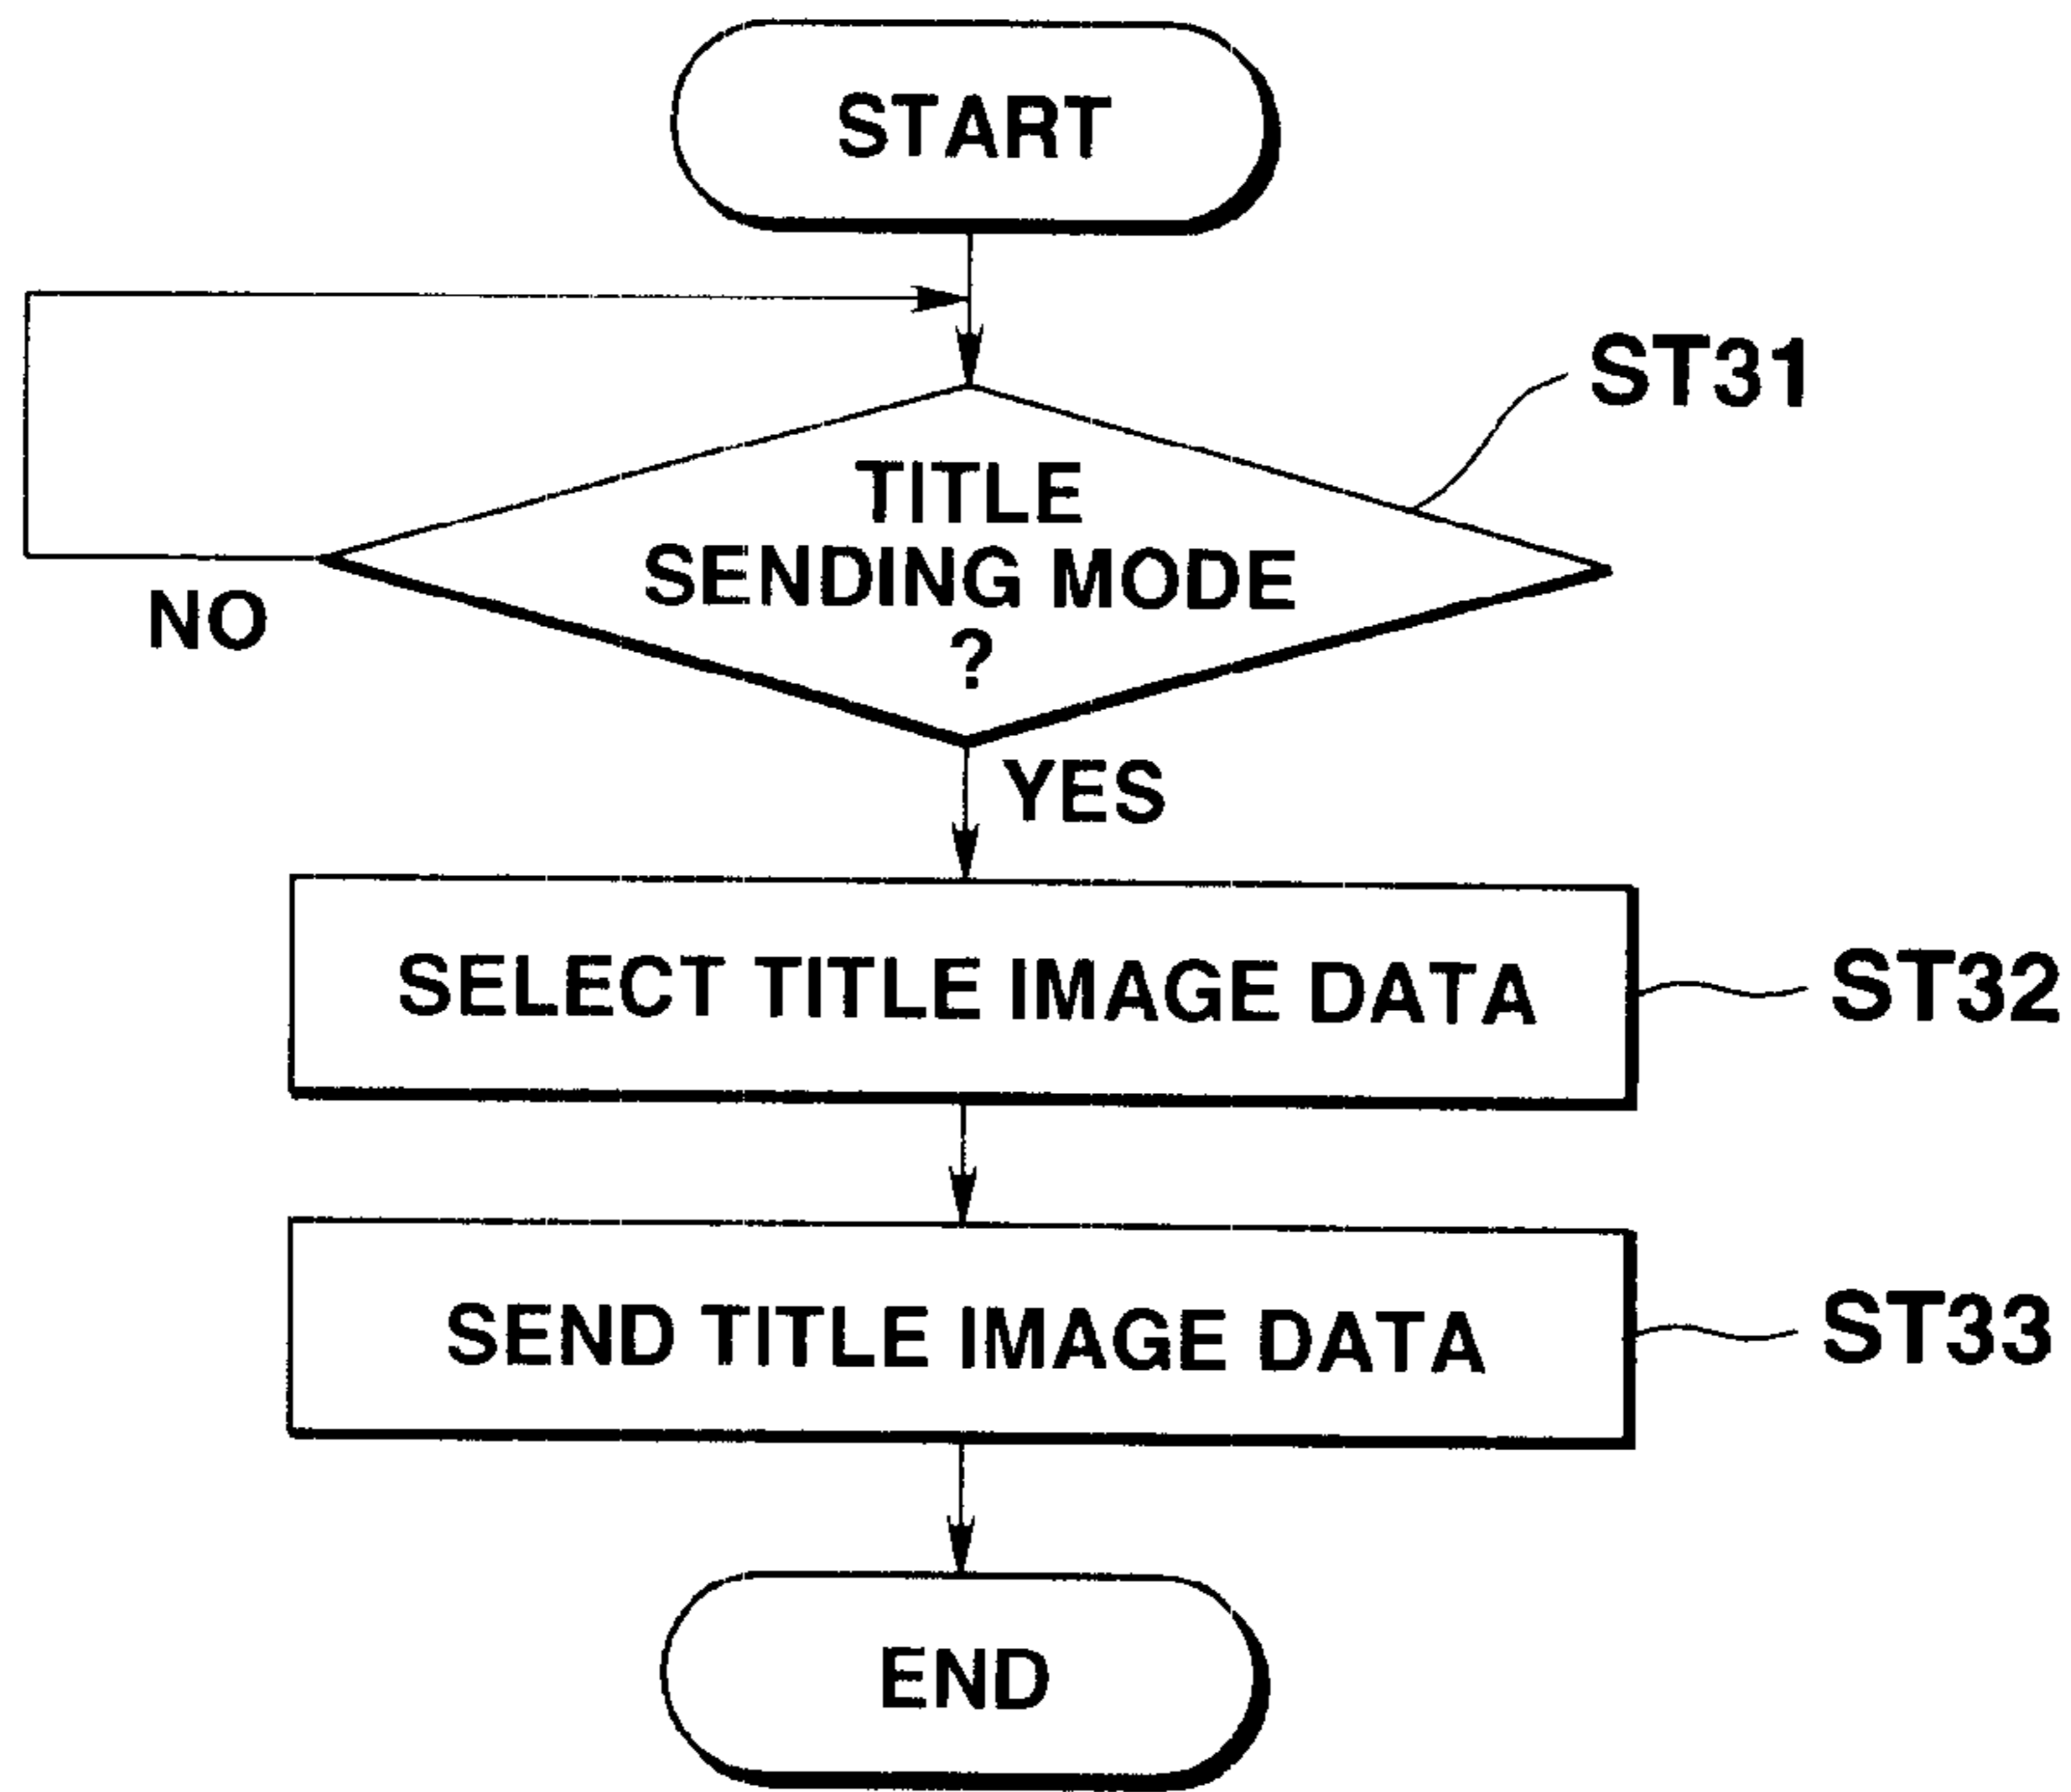 START
ST31
TITLE
SENDING MODE
?
NO
YES
SELECT TITLE IMAGE DATA
ST32
SEND TITLE IMAGE DATA
ST33
END